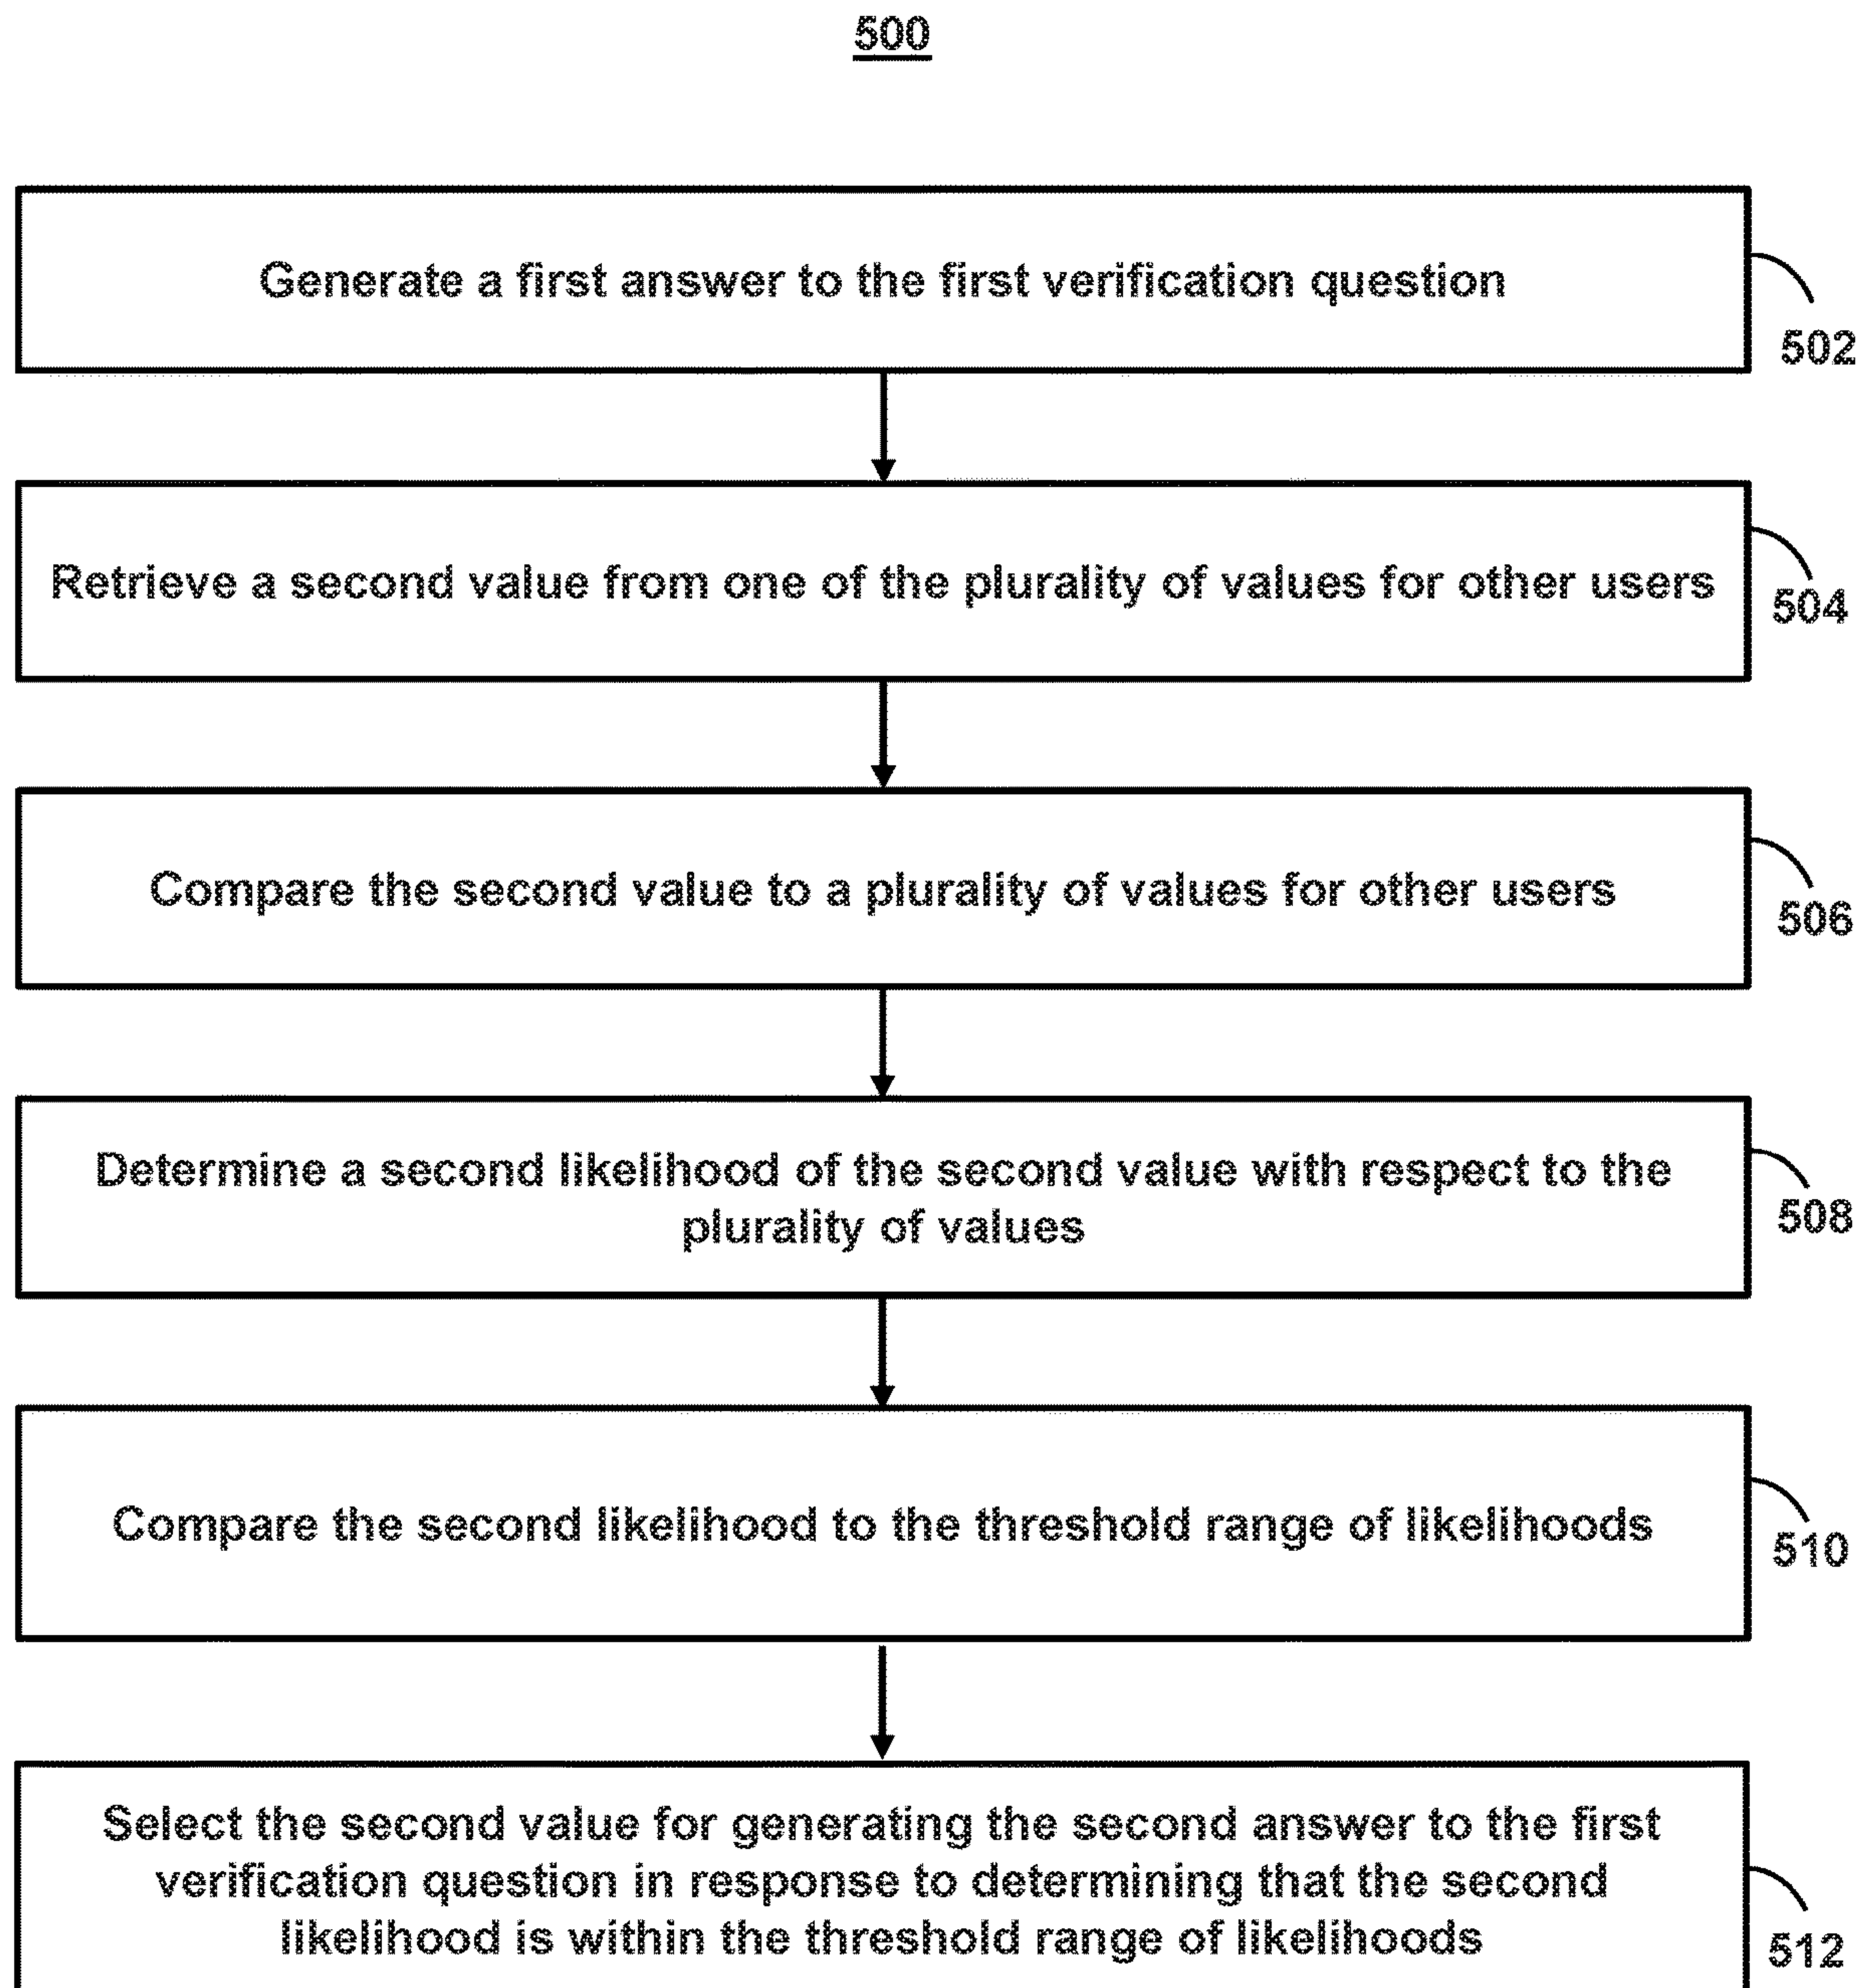 500
Generate a first answer to the first verification question
502
Retrieve a second value from one of the plurality of values for other users
504
Compare the second value to a plurality of values for other users
506
Determine a second likelihood of the second value with respect to the
plurality of values
508
Compare the second likelihood to the threshold range of likelihoods
510
Select the second value for generating the second answer to the first
verification question in response to determining that the second
likelihood is within the threshold range of likelihoods
512